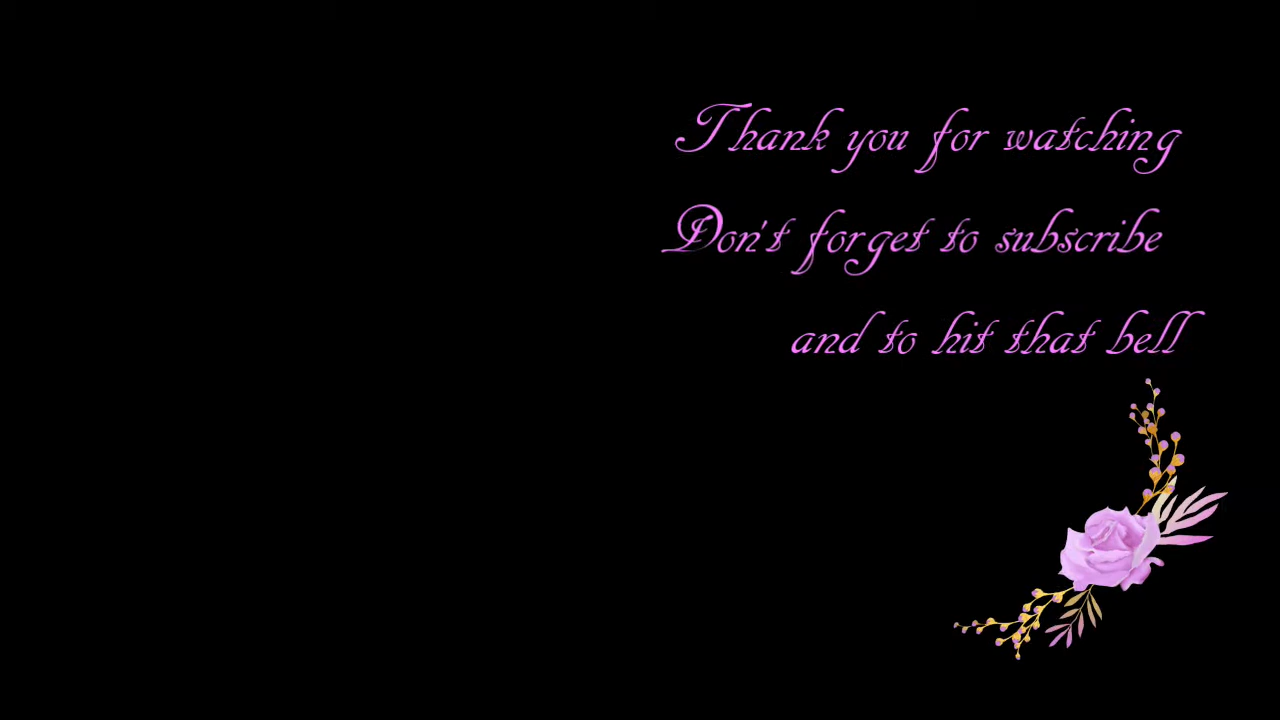 Thank you for watching
Don't forget to subscribe
and to hit that bell